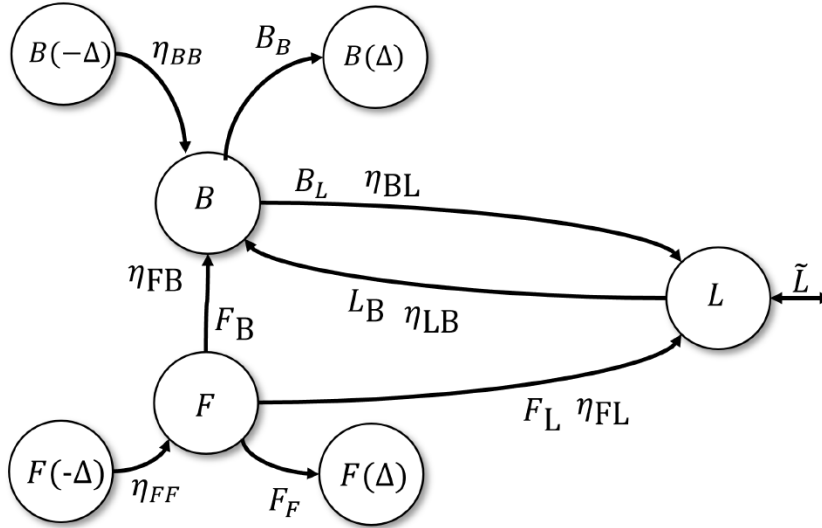 B(−Δ)
η_BB
B_B
B(Δ)
B
B_L η_BL
η_FB
L̃
L
L_B η_LB
F_B
F
F_L η_FL
F(-Δ)
η_FF
F_F
F(Δ)